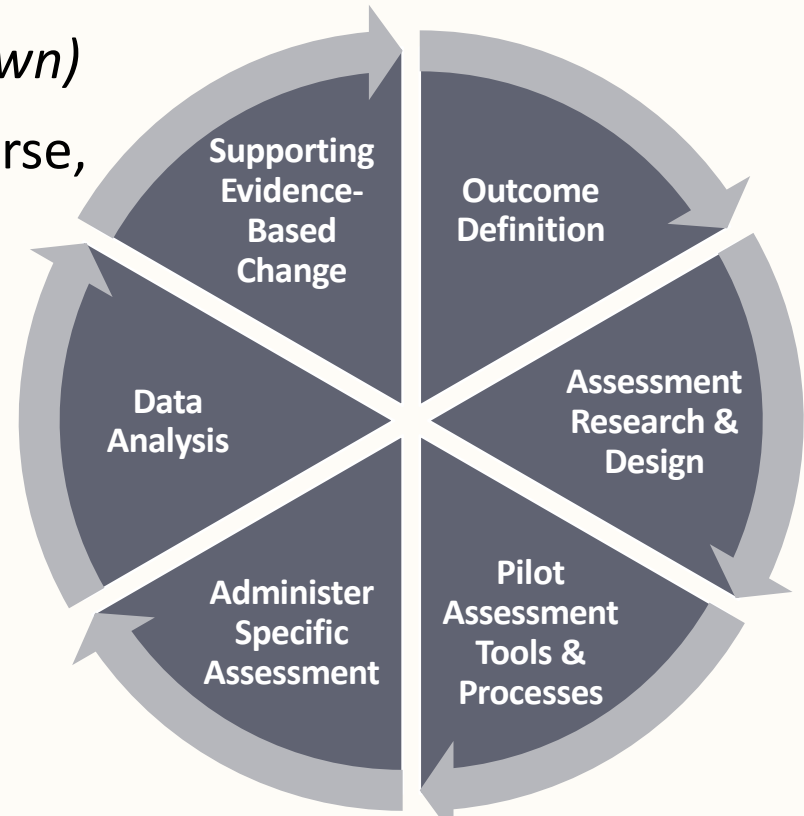 wn)
rse,
Supporting
Evidence-
Based
Change
Outcome
Definition
Assessment
Research &
Design
Pilot
Assessment
Tools &
Processes
Administer
Specific
Assessment
Data
Analysis